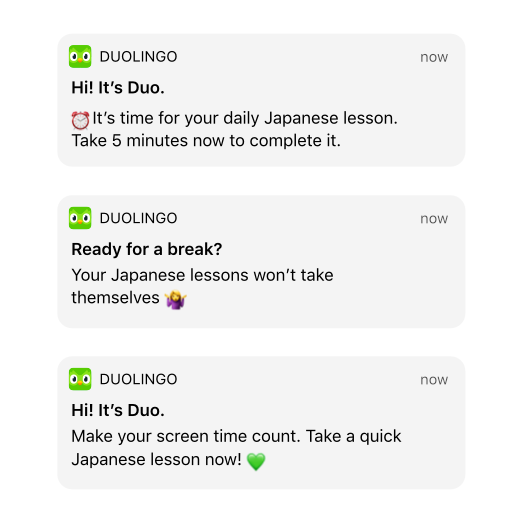 DUOLINGO now
Hi! It’s Duo.
⏰It’s time for your daily Japanese lesson.
Take 5 minutes now to complete it.
DUOLINGO now
Ready for a break?
Your Japanese lessons won’t take
themselves 🤷‍♀️
DUOLINGO now
Hi! It’s Duo.
Make your screen time count. Take a quick
Japanese lesson now! 💚